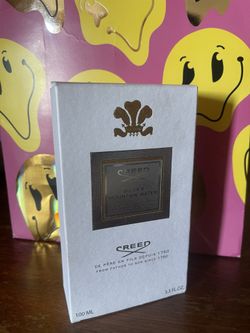 CREED
SILVER
MOUNTAIN WATER
CREED
DE PÈRE EN FILS DEPUIS 1760
FROM FATHER TO SON SINCE 1760
100 ML
3.3 FL.OZ.